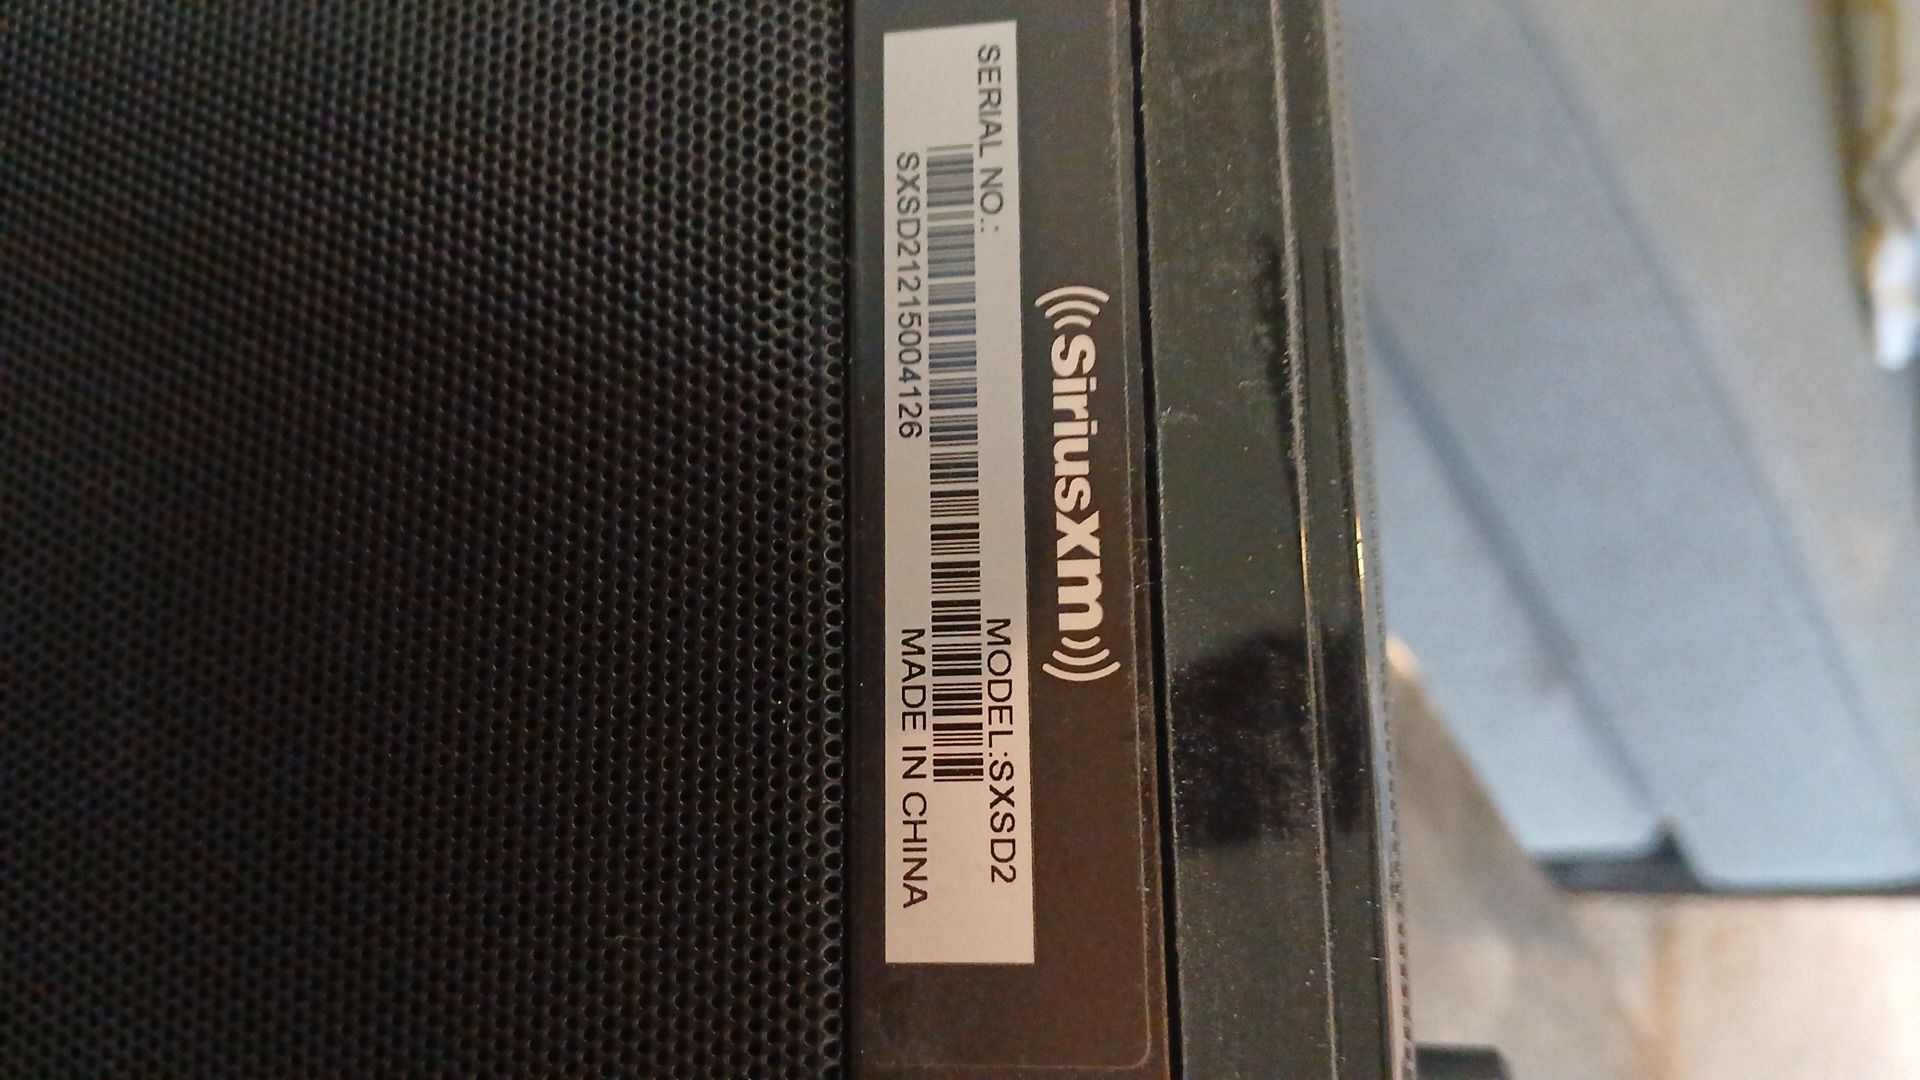 SiriusXm
SERIAL NO.:
MODEL:SXSD2
SXSD21215004126
MADE IN CHINA